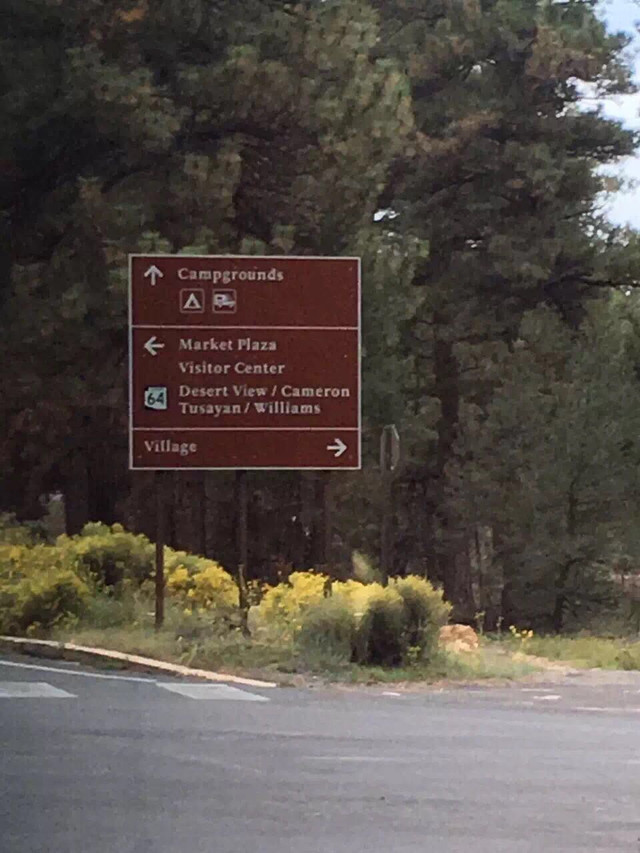 Campgrounds
Market Plaza
Visitor Center
64
Desert View / Cameron
Tusayan / Williams
Village